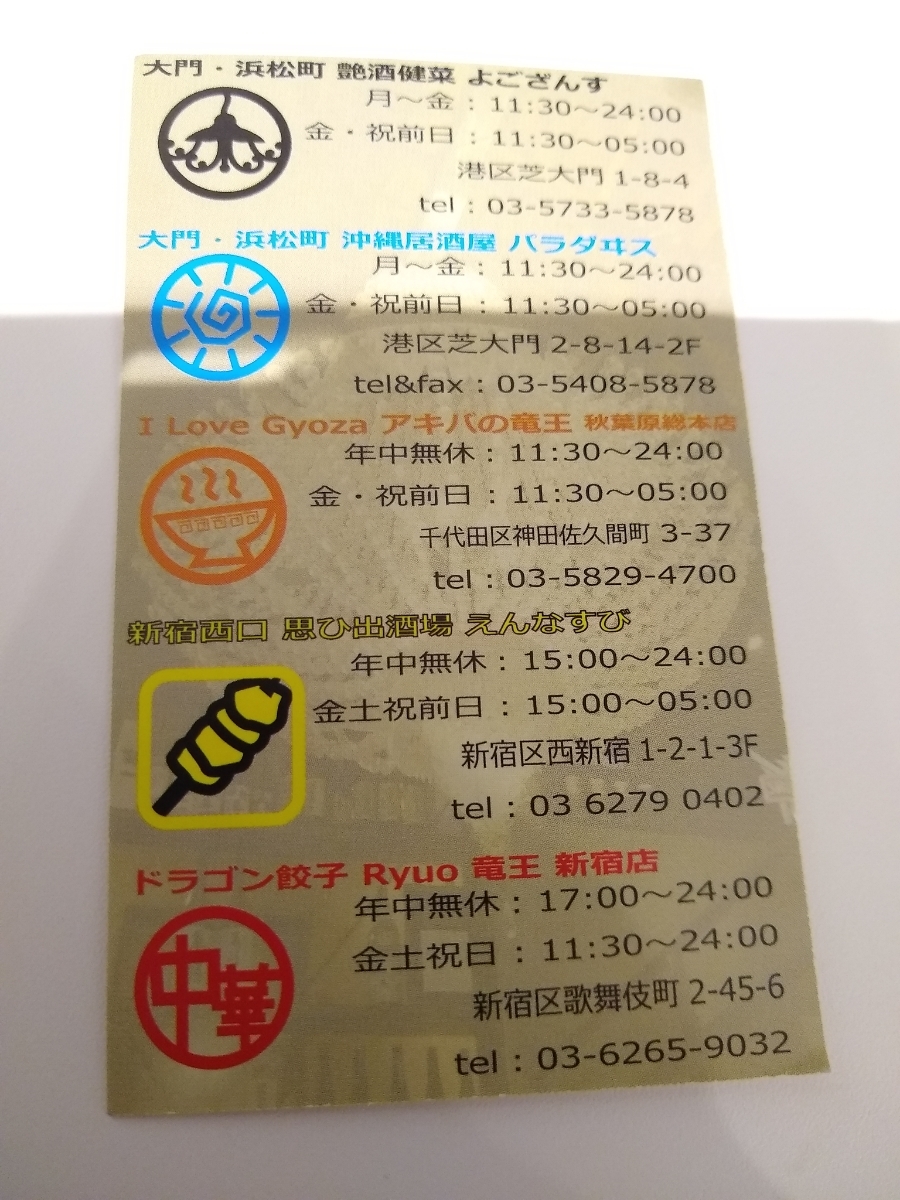 大門・浜松町 艶酒健菜 よござんす
月～金：11:30～24:00
金・祝前日：11:30～05:00
港区芝大門 1-8-4
tel : 03-5733-5878
大門・浜松町 沖縄居酒屋 パラダヰス
月～金：11:30～24:00
金・祝前日：11:30～05:00
港区芝大門 2-8-14-2F
tel&fax : 03-5408-5878
I Love Gyoza アキバの竜王 秋葉原総本店
年中無休：11:30～24:00
金・祝前日：11:30～05:00
千代田区神田佐久間町 3-37
tel : 03-5829-4700
新宿西口 思ひ出酒場 えんなすび
年中無休：15:00～24:00
金土祝前日：15:00～05:00
新宿区西新宿 1-2-1-3F
tel : 03 6279 0402
ドラゴン餃子 Ryuo 竜王 新宿店
年中無休：17:00～24:00
中華
金土祝日：11:30～24:00
新宿区歌舞伎町 2-45-6
tel : 03-6265-9032